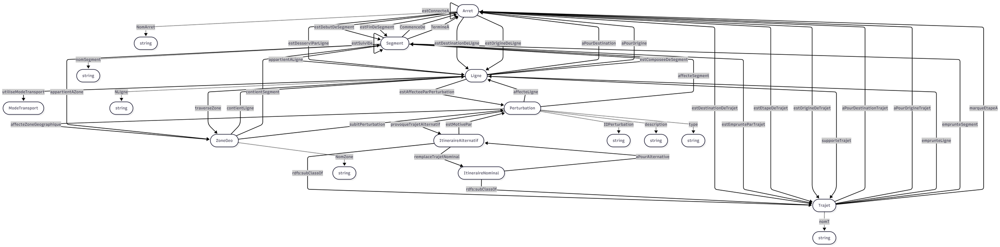 Arret
estConnecteA
NomArret
estDebutDeSegment
estFinDeSegment
CommenceDe
TermineÀ
string
estDesserviParLigne
estSuiviDe
Segment
estDestinationDeLigne
estOrigineDeLigne
aPourDestination
aPourOrigine
nomSegment
appartientALigne
estComposeeDeSegment
string
Ligne
affecteSegment
utiliseModeTransport
appartientAZone
NLigne
contientSegment
estAffecteeParPerturbation
affecteLigne
ModeTransport
string
traverseZone
contientLigne
Perturbation
estDestinationDeTrajet
estEtapeDeTrajet
estOrigineDeTrajet
aPourDestinationTrajet
aPourOrigineTrajet
marqueEtapeA
affecteZoneGeographique
subitPerturbation
provoqueTrajetAlternatif
estMotivePar
IDPerturbation
description
type
estEmprunteParTrajet
emprunteSegment
ZoneGeo
ItineraireAlternatif
string
string
string
supporteTrajet
emprunteLigne
NomZone
remplaceTrajetNominal
aPourAlternative
rdfs:subClassOf
string
ItineraireNominal
rdfs:subClassOf
Trajet
nomT
string